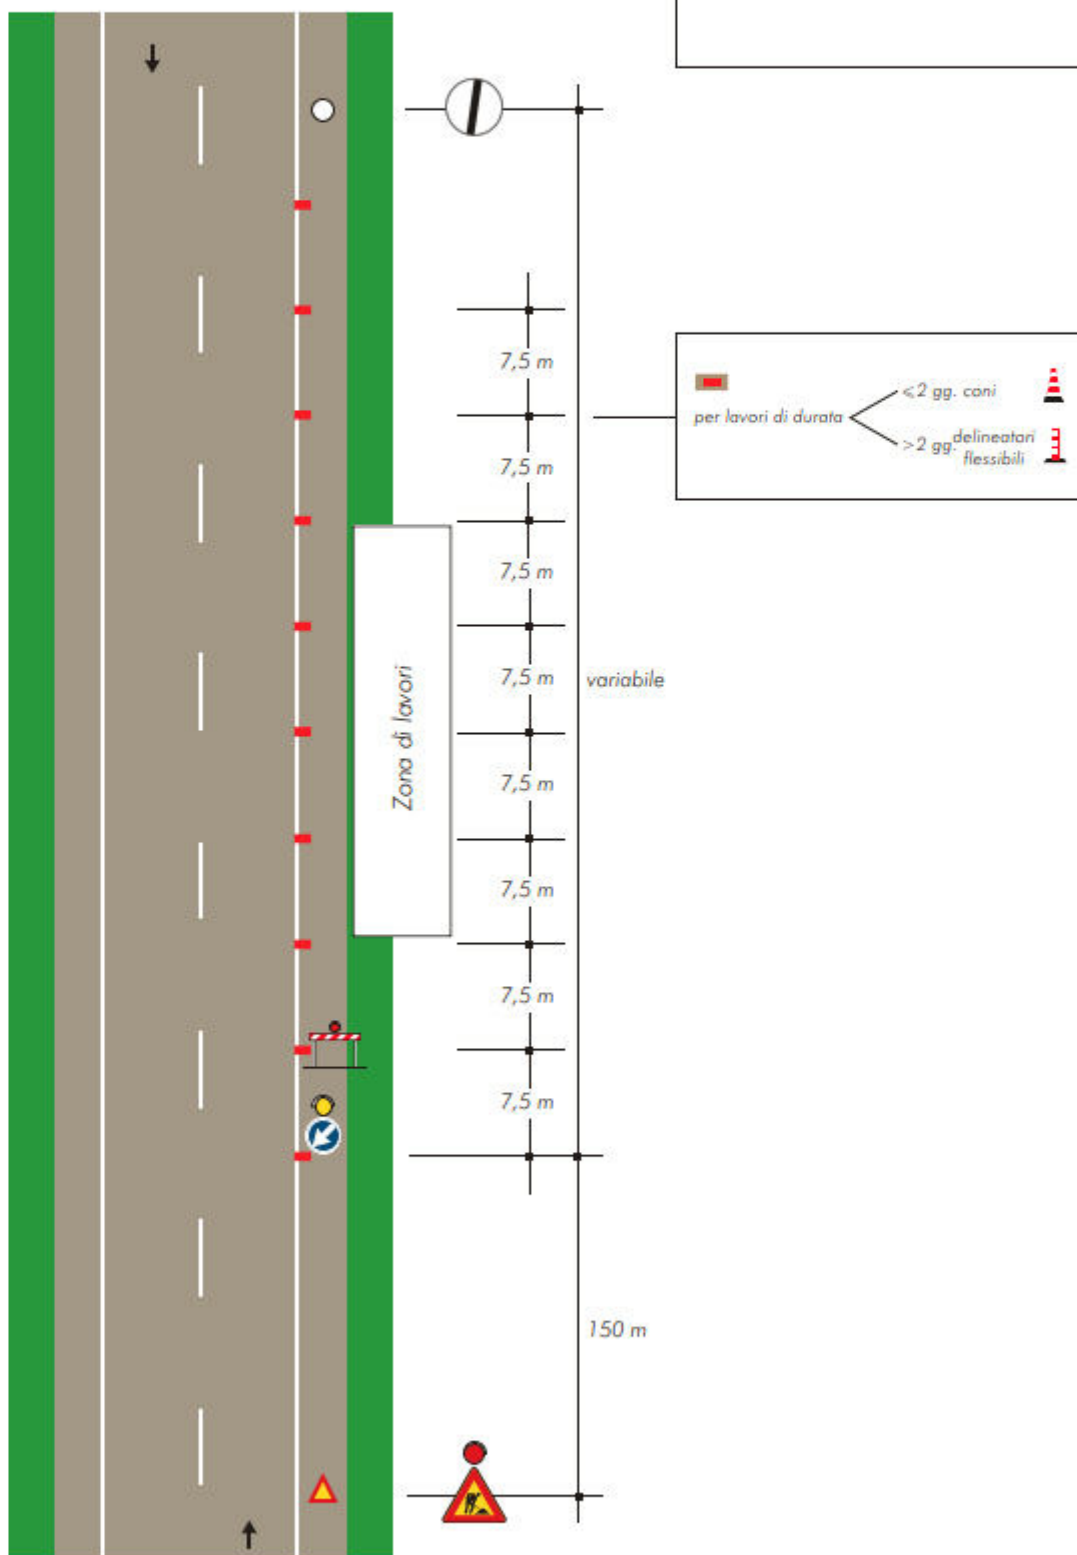 7,5 m
7,5 m
7,5 m
7,5 m
7,5 m
7,5 m
7,5 m
7,5 m
variabile
150 m
Zona di lavori
per lavori di durata
⩽2 gg. coni
>2 gg. delineatori
flessibili